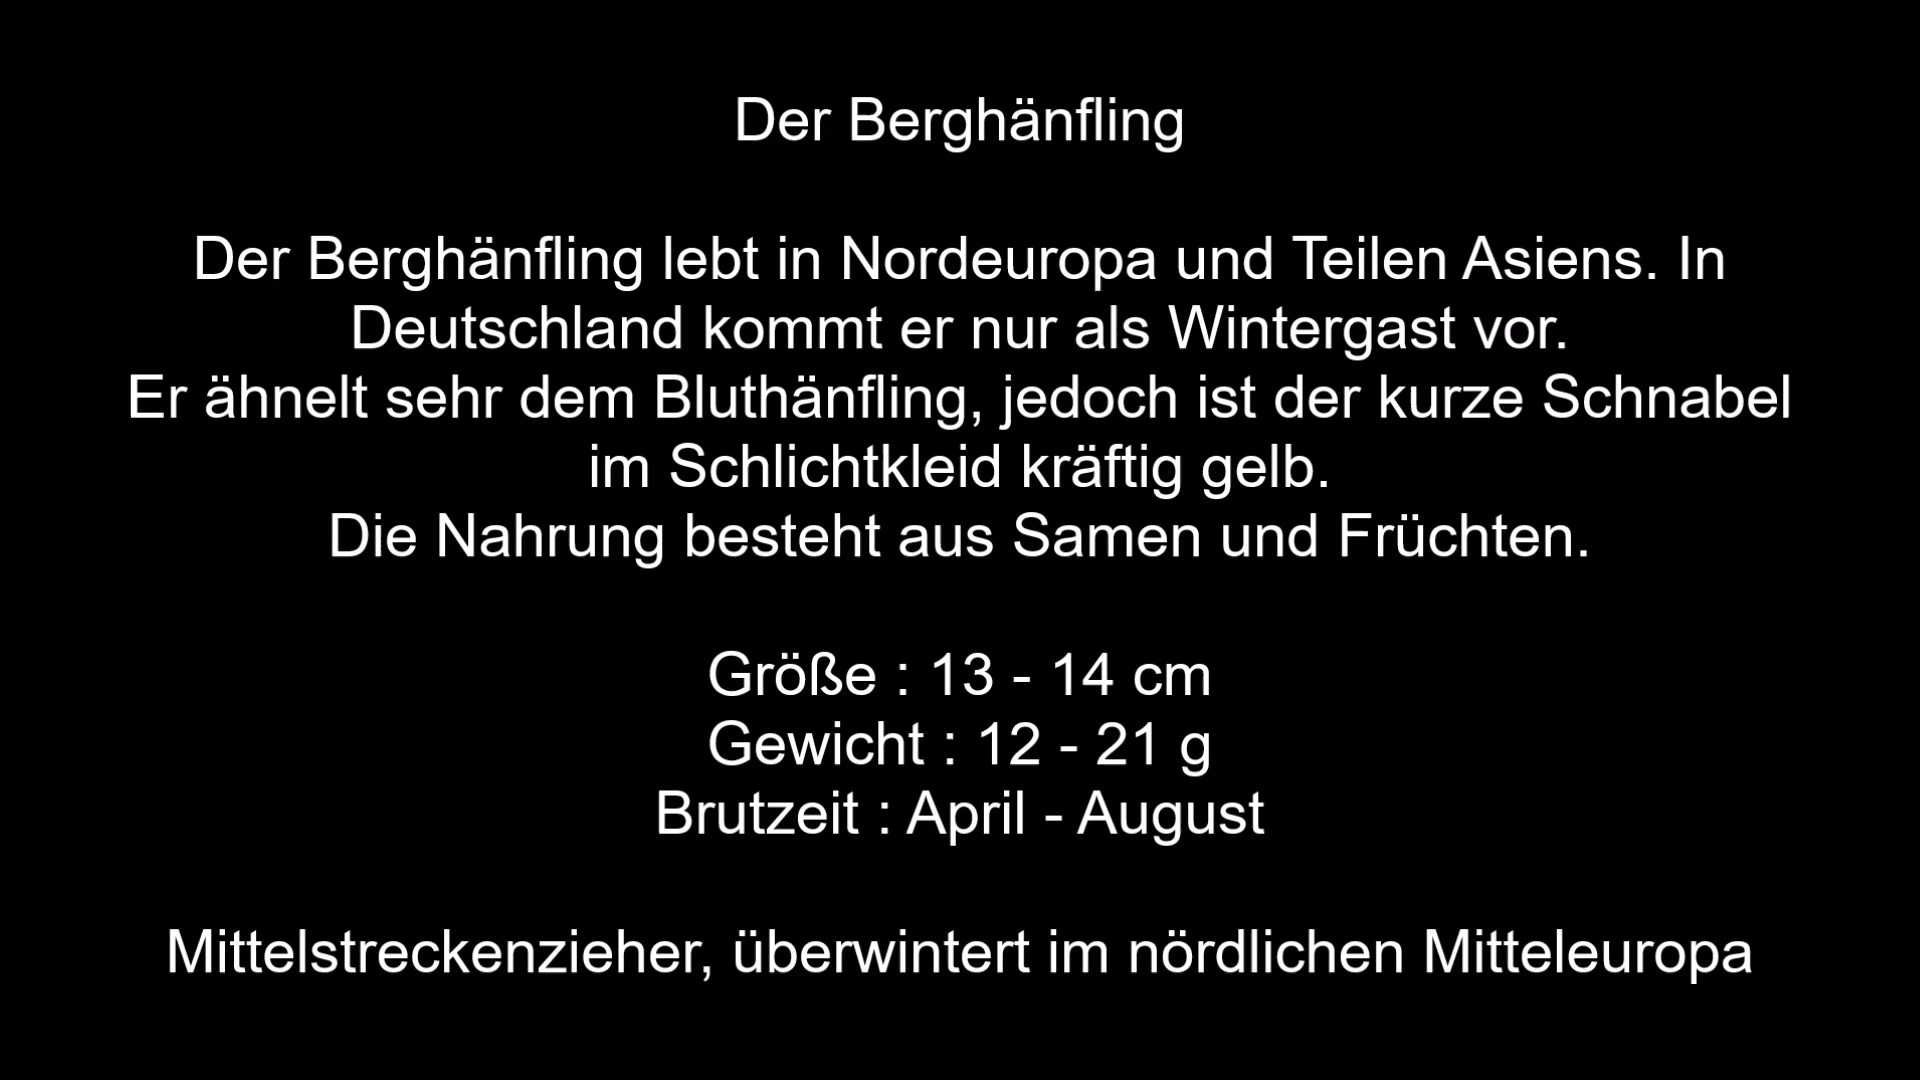 Der Berghänfling
Der Berghänfling lebt in Nordeuropa und Teilen Asiens. In
Deutschland kommt er nur als Wintergast vor.
Er ähnelt sehr dem Bluthänfling, jedoch ist der kurze Schnabel
im Schlichtkleid kräftig gelb.
Die Nahrung besteht aus Samen und Früchten.
Größe : 13 - 14 cm
Gewicht : 12 - 21 g
Brutzeit : April - August
Mittelstreckenzieher, überwintert im nördlichen Mitteleuropa